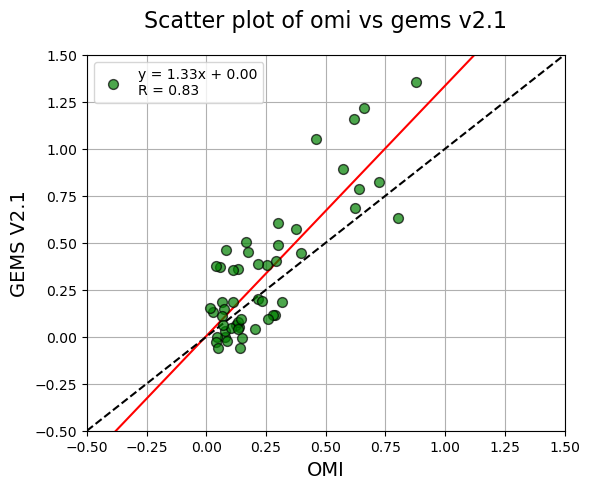 Scatter plot of omi vs gems v2.1
y = 1.33x + 0.00
R = 0.83
1.50
1.25
1.00
0.75
0.50
0.25
0.00
−0.25
−0.50
GEMS V2.1
−0.50 −0.25 0.00 0.25 0.50 0.75 1.00 1.25 1.50
OMI